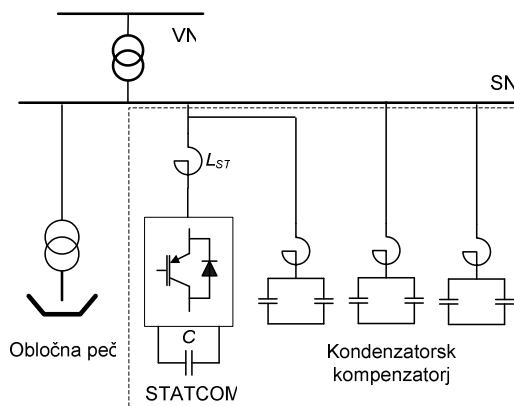 VN
SN
LST
C
Obločna peč
STATCOM
Kondenzatorsk
kompenzatorj